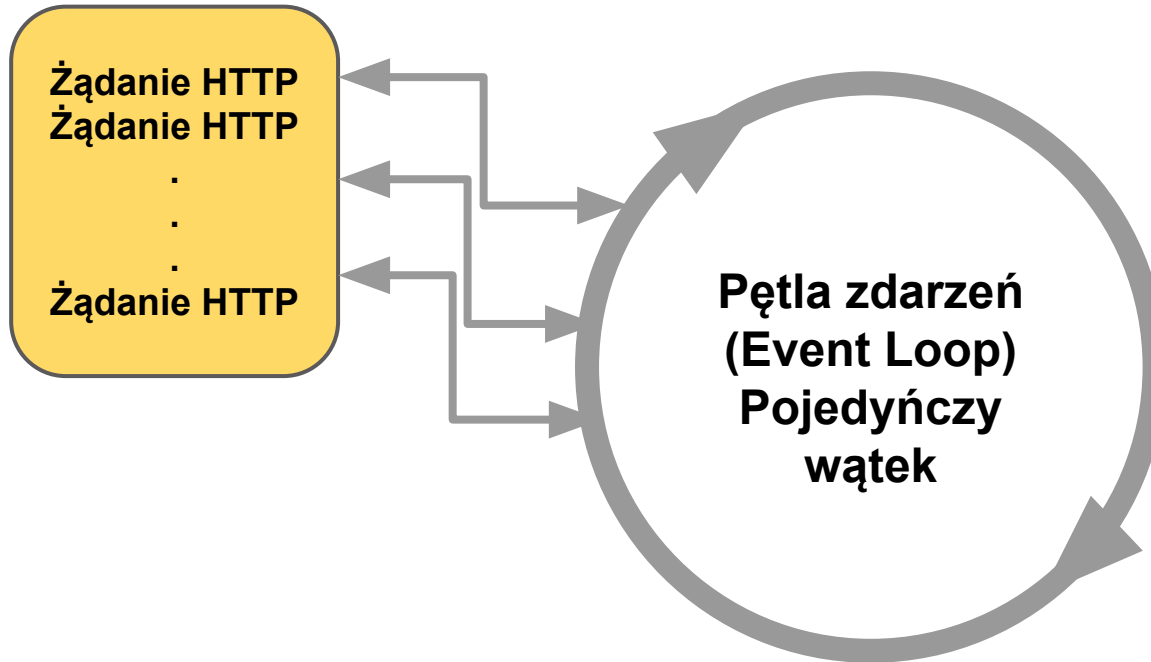 Żądanie HTTP
Żądanie HTTP
.
.
.
Żądanie HTTP
Pętla zdarzeń
(Event Loop)
Pojedyńczy
wątek